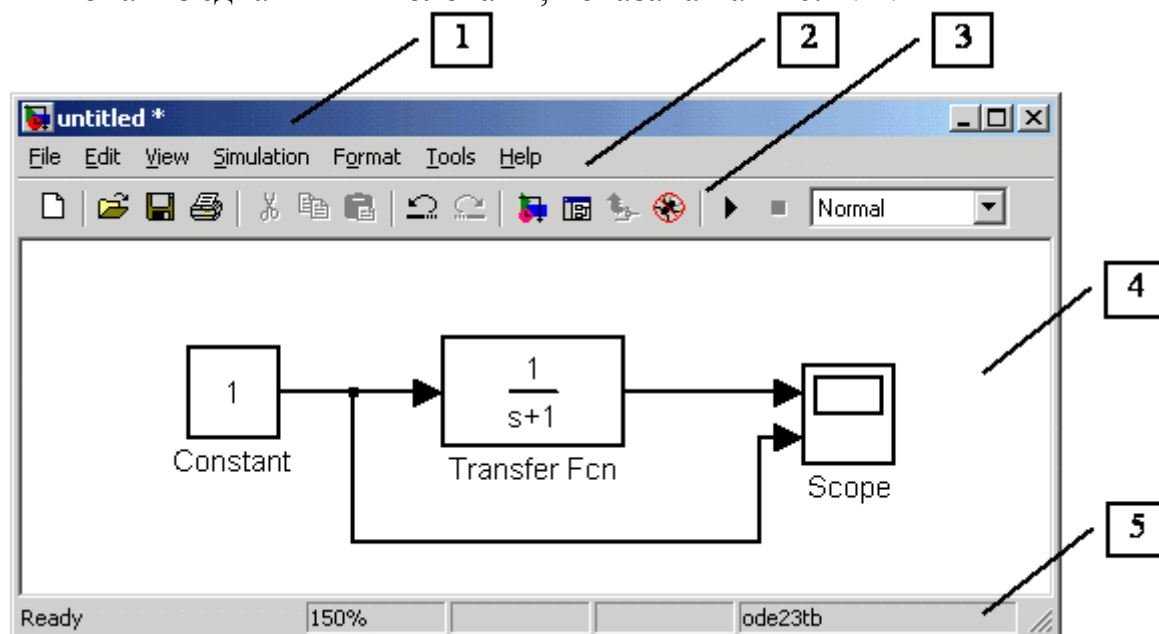 1 2 3
untitled *
File Edit View Simulation Format Tools Help
Normal
4
1
1
s+1
Constant
Transfer Fcn
Scope
5
Ready 150% ode23tb